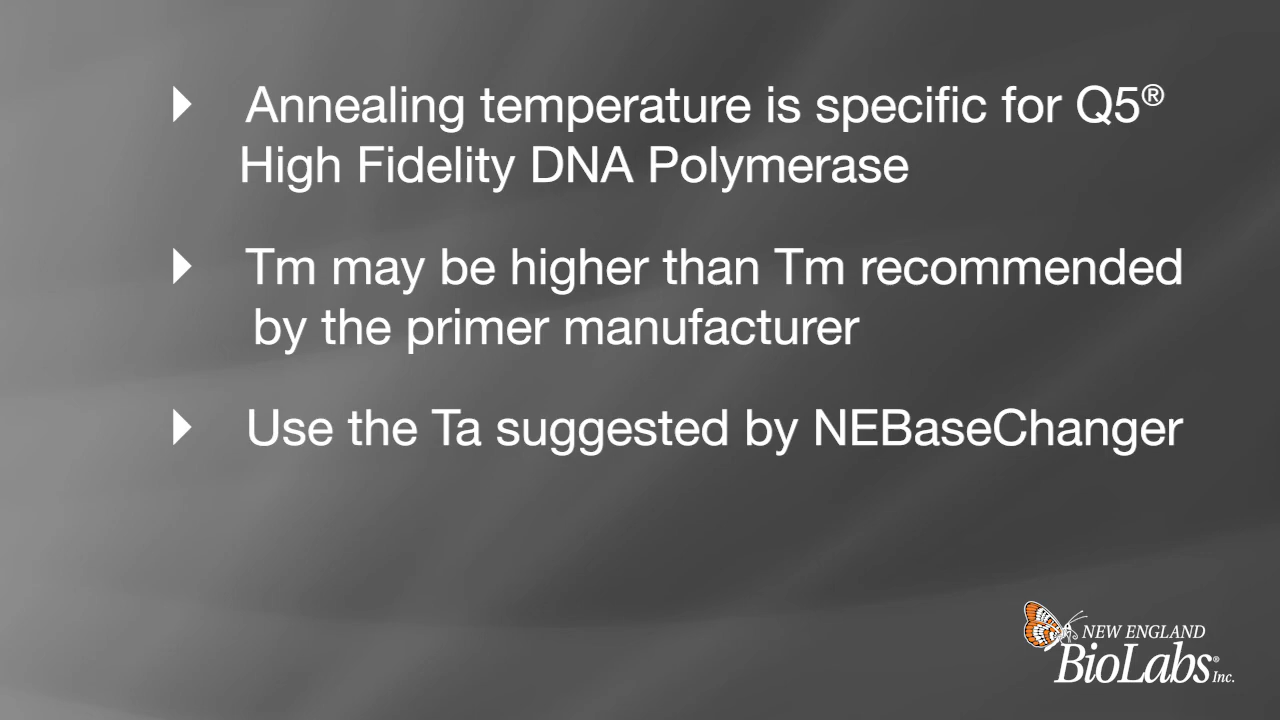 Annealing temperature is specific for Q5®
High Fidelity DNA Polymerase
Tm may be higher than Tm recommended
by the primer manufacturer
Use the Ta suggested by NEBaseChanger
NEW ENGLAND
BioLabs® Inc.